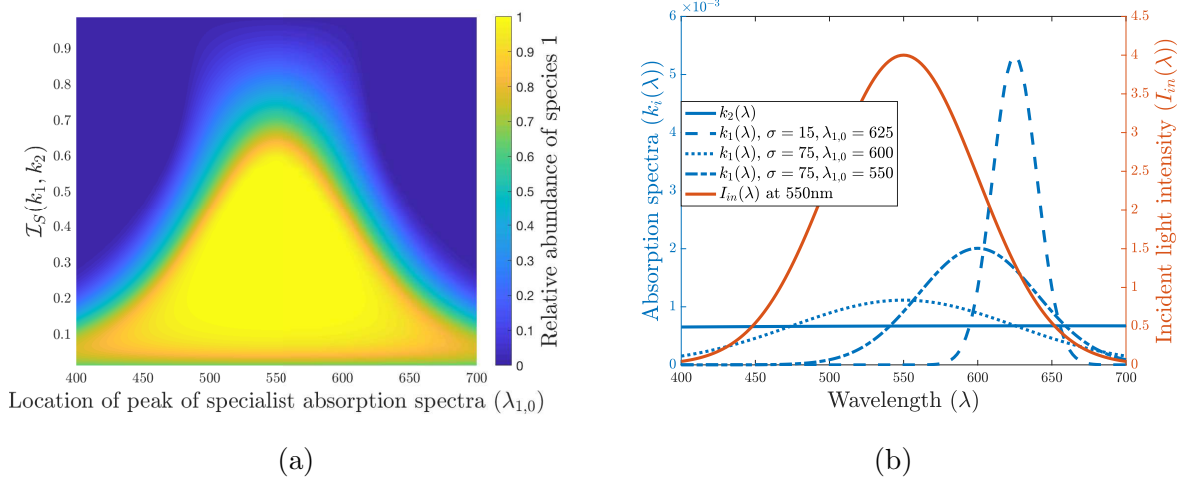 0.9
0.8
0.7
0.6
0.5
0.4
0.3
0.2
0.1
400 450 500 550 600 650 700
Location of peak of specialist absorption spectra (λ₁,₀)
𝓘_S(k₁, k₂)
1
0.9
0.8
0.7
0.6
0.5
0.4
0.3
0.2
0.1
0
Relative abundance of species 1
(a)
×10⁻³
6
5
4
3
2
1
0
Absorption spectra (kᵢ(λ))
k₂(λ)
k₁(λ), σ = 15, λ₁,₀ = 625
k₁(λ), σ = 75, λ₁,₀ = 600
k₁(λ), σ = 75, λ₁,₀ = 550
I_in(λ) at 550nm
4.5
4
3.5
3
2.5
2
1.5
1
0.5
0
Incident light intensity (I_in(λ))
400 450 500 550 600 650 700
Wavelength (λ)
(b)